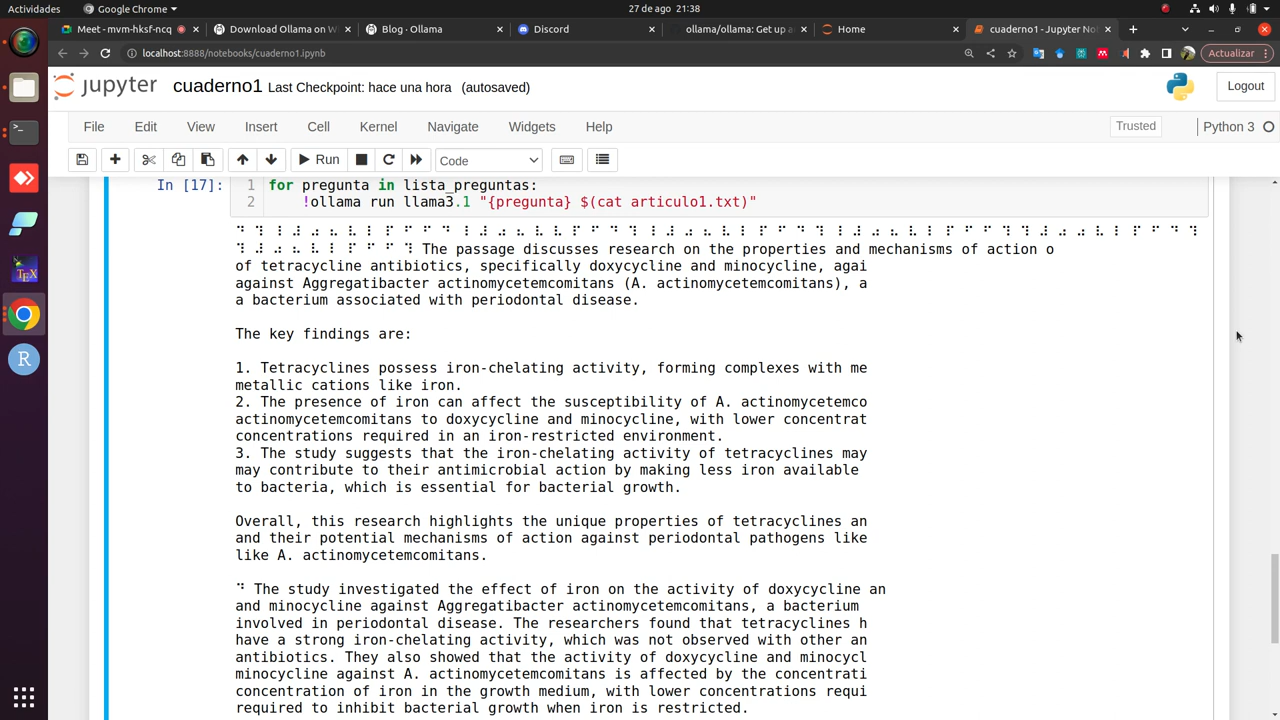 Actividades
Google Chrome
27 de ago 21:38
Meet - mvm-hksf-ncq
Download Ollama on W
Blog · Ollama
Discord
ollama/ollama: Get up a
Home
cuaderno1 - Jupyter No
localhost:8888/notebooks/cuaderno1.ipynb
Actualizar
jupyter cuaderno1 Last Checkpoint: hace una hora (autosaved)
Logout
File Edit View Insert Cell Kernel Navigate Widgets Help
Trusted
Python 3
Run
Code
In [17]:
1 for pregunta in lista_preguntas:
2 !ollama run llama3.1 "{pregunta} $(cat articulo1.txt)"
The passage discusses research on the properties and mechanisms of action o
of tetracycline antibiotics, specifically doxycycline and minocycline, agai
against Aggregatibacter actinomycetemcomitans (A. actinomycetemcomitans), a
a bacterium associated with periodontal disease.
The key findings are:
1. Tetracyclines possess iron-chelating activity, forming complexes with me
metallic cations like iron.
2. The presence of iron can affect the susceptibility of A. actinomycetemco
actinomycetemcomitans to doxycycline and minocycline, with lower concentrat
concentrations required in an iron-restricted environment.
3. The study suggests that the iron-chelating activity of tetracyclines may
may contribute to their antimicrobial action by making less iron available
to bacteria, which is essential for bacterial growth.
Overall, this research highlights the unique properties of tetracyclines an
and their potential mechanisms of action against periodontal pathogens like
like A. actinomycetemcomitans.
The study investigated the effect of iron on the activity of doxycycline an
and minocycline against Aggregatibacter actinomycetemcomitans, a bacterium
involved in periodontal disease. The researchers found that tetracyclines h
have a strong iron-chelating activity, which was not observed with other an
antibiotics. They also showed that the activity of doxycycline and minocycl
minocycline against A. actinomycetemcomitans is affected by the concentrati
concentration of iron in the growth medium, with lower concentrations requi
required to inhibit bacterial growth when iron is restricted.